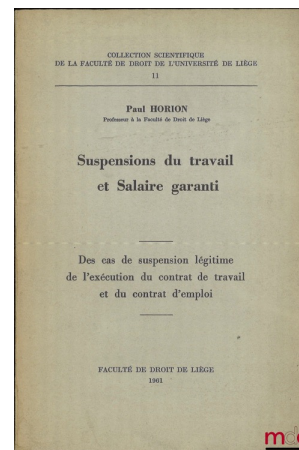 COLLECTION SCIENTIFIQUE
DE LA FACULTÉ DE DROIT DE L'UNIVERSITÉ DE LIÈGE
11
Paul HORION
Professeur à la Faculté de Droit de Liège
Suspensions du travail
et Salaire garanti
Des cas de suspension légitime
de l'exécution du contrat de travail
et du contrat d'emploi
FACULTÉ DE DROIT DE LIÈGE
1961